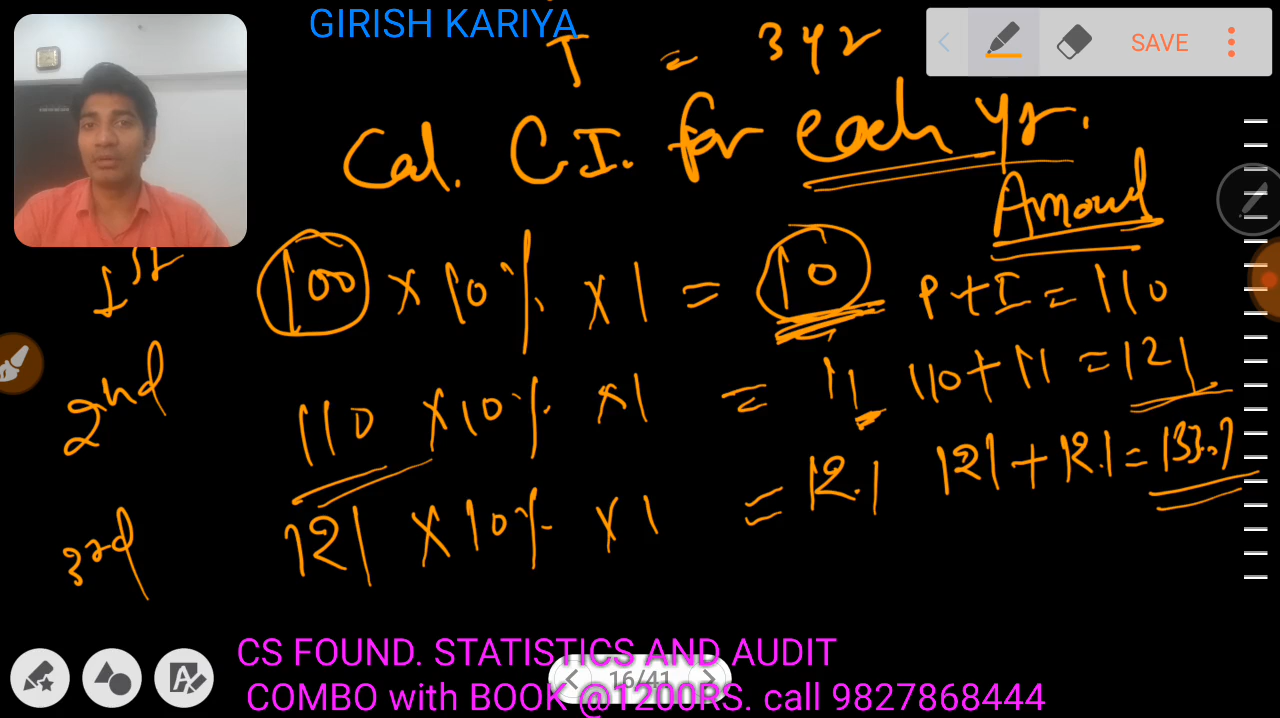 GIRISH KARIYA
T = 3 yr
SAVE
Cal. C.I. for each yr.
Amount
1st 100 × 10% × 1 = 10 P+I = 110
2nd 110 × 10% × 1 = 11 110+11 = 121
3rd 121 × 10% × 1 = 12.1 121+12.1 = 133.1
CS FOUND. STATISTICS AND AUDIT
16/41
COMBO with BOOK @1200RS. call 9827868444